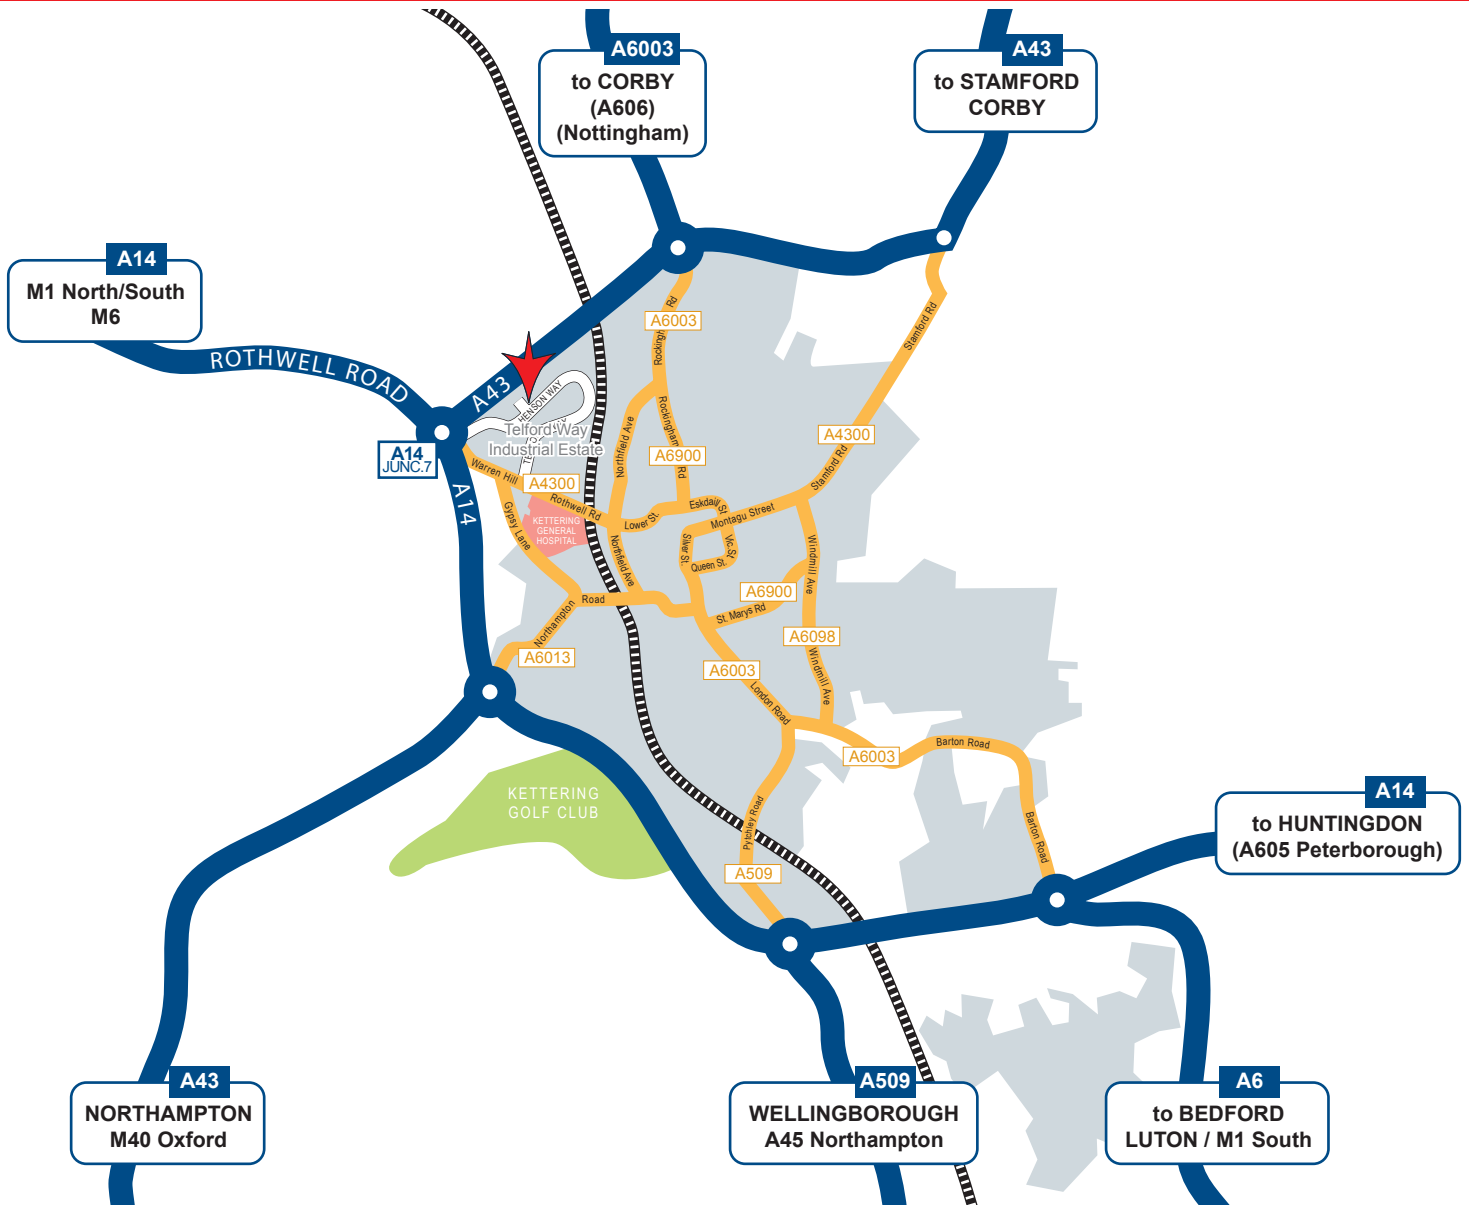 A6003
to CORBY
(A606)
(Nottingham)
A43
to STAMFORD
CORBY
A14
M1 North/South
M6
ROTHWELL ROAD
A43
A14
JUNC.7
A14
HENSON WAY
Telford Way
Industrial Estate
Warren Hill
A4300
Rothwell Rd
KETTERING
GENERAL
HOSPITAL
Gypsy Lane
Northampton
Road
A6013
Rd
A6003
Northfield Ave
Rockingham
Rd
A6900
Northfield Ave
Lower St.
Eskdaill St
Montagu Street
Vic.St
Silver St.
Queen St.
Stamford Rd
A4300
Stamford Rd
Windmill Ave
A6900
St. Marys Rd
A6098
Windmill Ave
A6003
London Road
A6003
Barton Road
Barton Road
Pytchley Road
A509
KETTERING
GOLF CLUB
A14
to HUNTINGDON
(A605 Peterborough)
A43
NORTHAMPTON
M40 Oxford
A509
WELLINGBOROUGH
A45 Northampton
A6
to BEDFORD
LUTON / M1 South